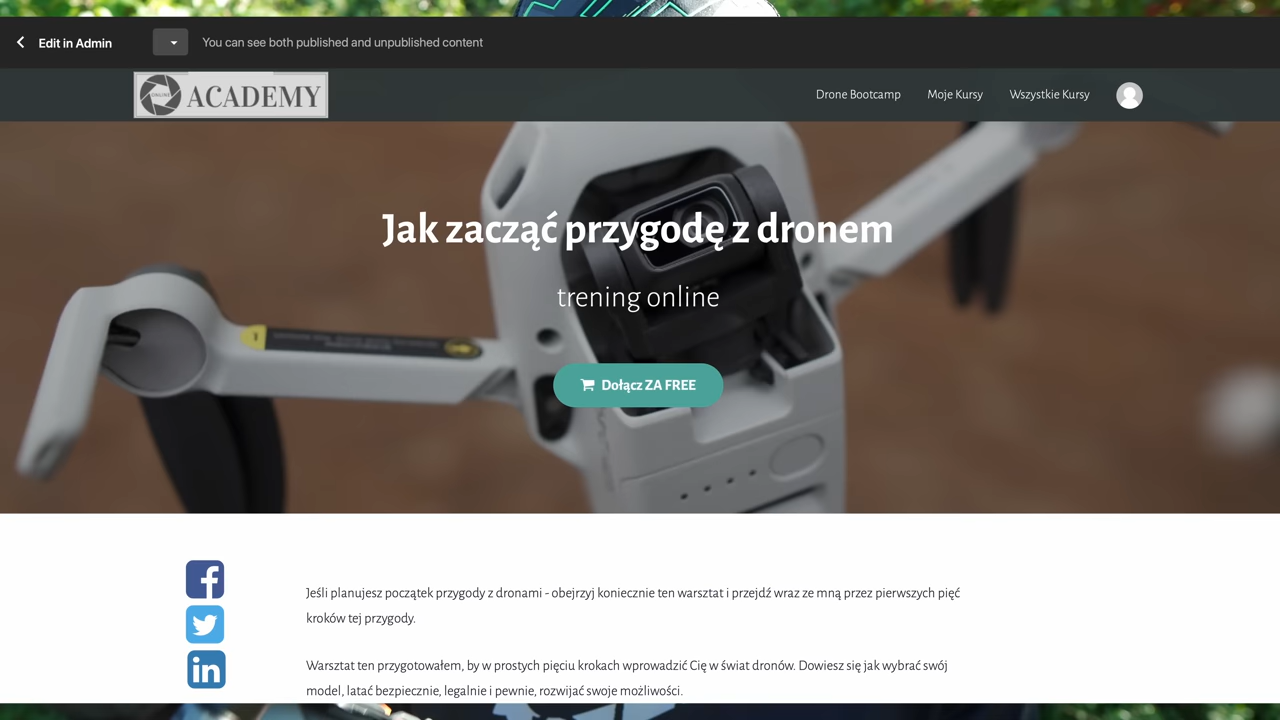 Edit in Admin
You can see both published and unpublished content
ONLINE
ACADEMY
Drone Bootcamp
Moje Kursy
Wszystkie Kursy
Jak zacząć przygodę z dronem
trening online
Dołącz ZA FREE
Jeśli planujesz początek przygody z dronami - obejrzyj koniecznie ten warsztat i przejdź wraz ze mną przez pierwszych pięć
kroków tej przygody.
Warsztat ten przygotowałem, by w prostych pięciu krokach wprowadzić Cię w świat dronów. Dowiesz się jak wybrać swój
model, latać bezpiecznie, legalnie i pewnie, rozwijać swoje możliwości.